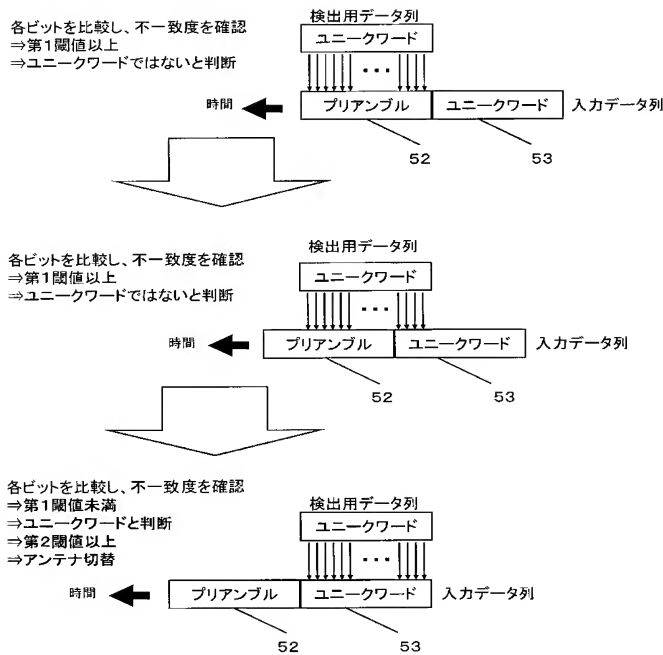 各ビットを比較し、不一致度を確認
⇒第1閾値以上
⇒ユニークワードではないと判断
検出用データ列
ユニークワード
・・・
時間
プリアンブル
ユニークワード
入力データ列
52
53
各ビットを比較し、不一致度を確認
⇒第1閾値以上
⇒ユニークワードではないと判断
検出用データ列
ユニークワード
・・・
時間
プリアンブル
ユニークワード
入力データ列
52
53
各ビットを比較し、不一致度を確認
⇒第1閾値未満
⇒ユニークワードと判断
⇒第2閾値以上
⇒アンテナ切替
検出用データ列
ユニークワード
・・・
時間
プリアンブル
ユニークワード
入力データ列
52
53